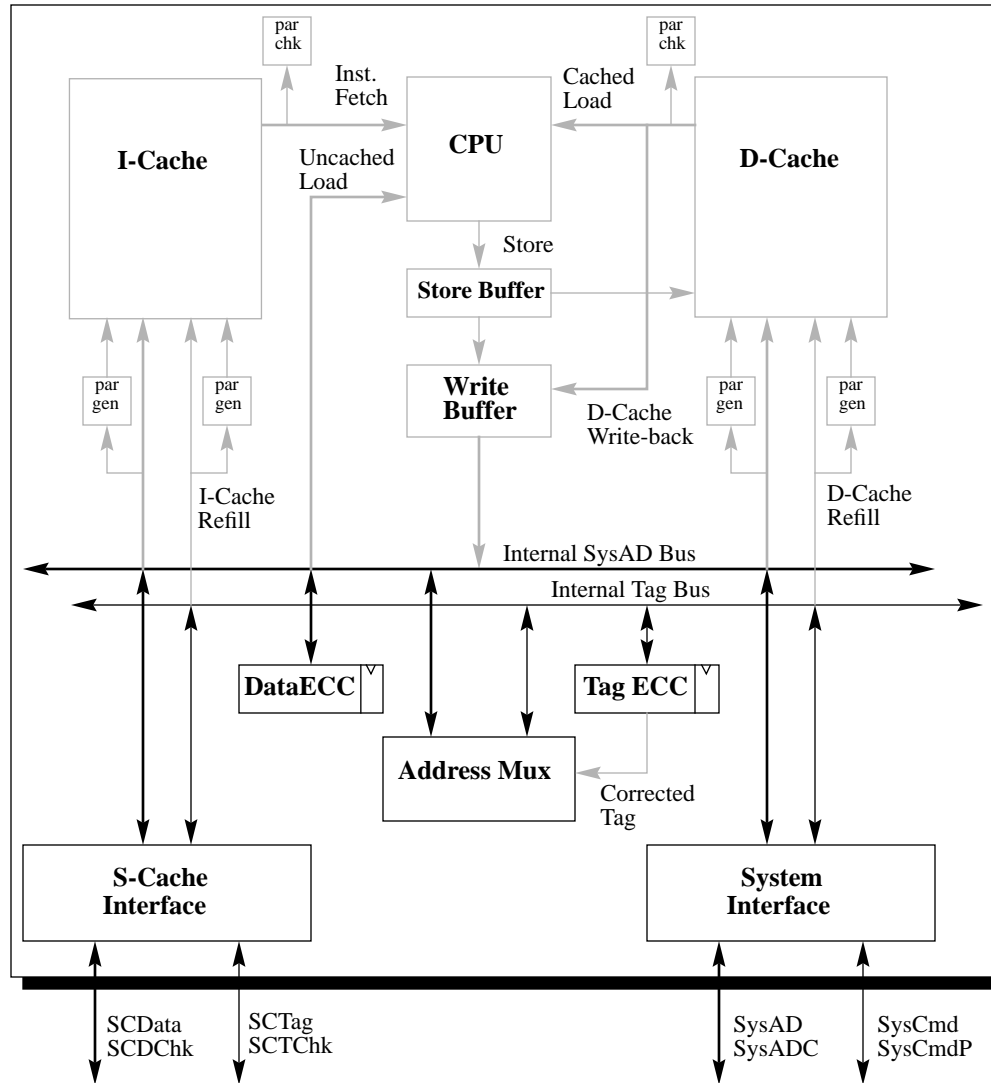 par
chk
par
chk
Inst.
Fetch
Cached
Load
I-Cache
CPU
D-Cache
Uncached
Load
Store
Store Buffer
Write
Buffer
par
gen
par
gen
par
gen
par
gen
D-Cache
Write-back
I-Cache
Refill
D-Cache
Refill
Internal SysAD Bus
Internal Tag Bus
DataECC
Tag ECC
Address Mux
Corrected
Tag
S-Cache
Interface
System
Interface
SCData
SCDChk
SCTag
SCTChk
SysAD
SysADC
SysCmd
SysCmdP